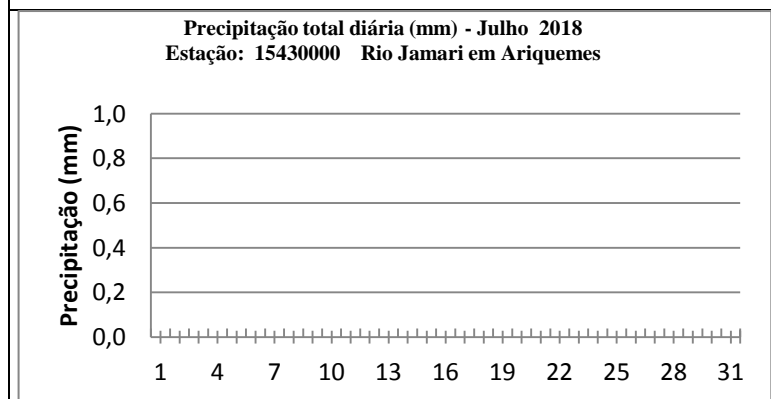 Precipitação total diária (mm) - Julho 2018
Estação: 15430000 Rio Jamari em Ariquemes
Precipitação (mm)
1,0
0,8
0,6
0,4
0,2
0,0
1 4 7 10 13 16 19 22 25 28 31